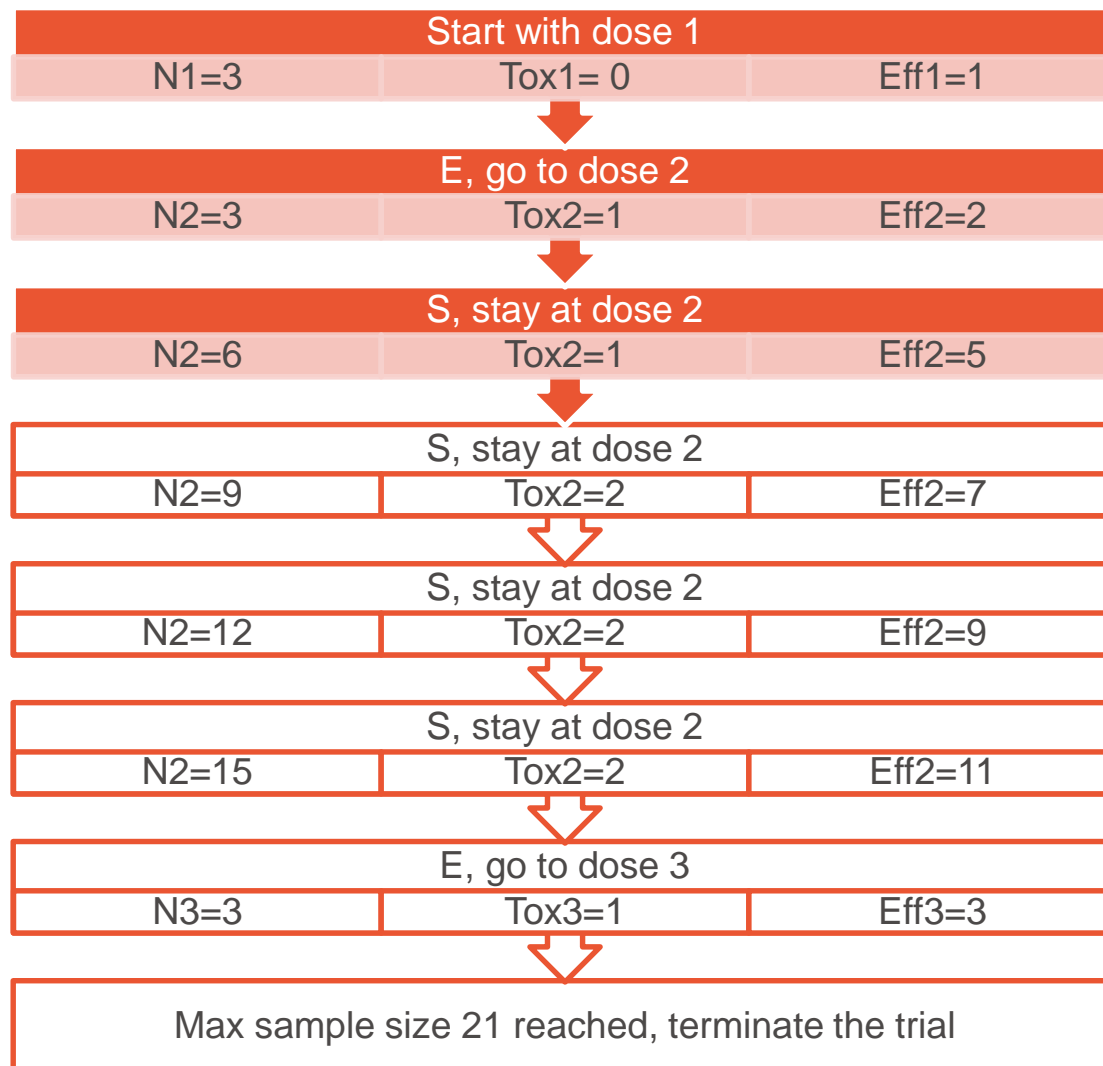 Start with dose 1
N1=3 Tox1= 0 Eff1=1
E, go to dose 2
N2=3 Tox2=1 Eff2=2
S, stay at dose 2
N2=6 Tox2=1 Eff2=5
S, stay at dose 2
N2=9 Tox2=2 Eff2=7
S, stay at dose 2
N2=12 Tox2=2 Eff2=9
S, stay at dose 2
N2=15 Tox2=2 Eff2=11
E, go to dose 3
N3=3 Tox3=1 Eff3=3
Max sample size 21 reached, terminate the trial